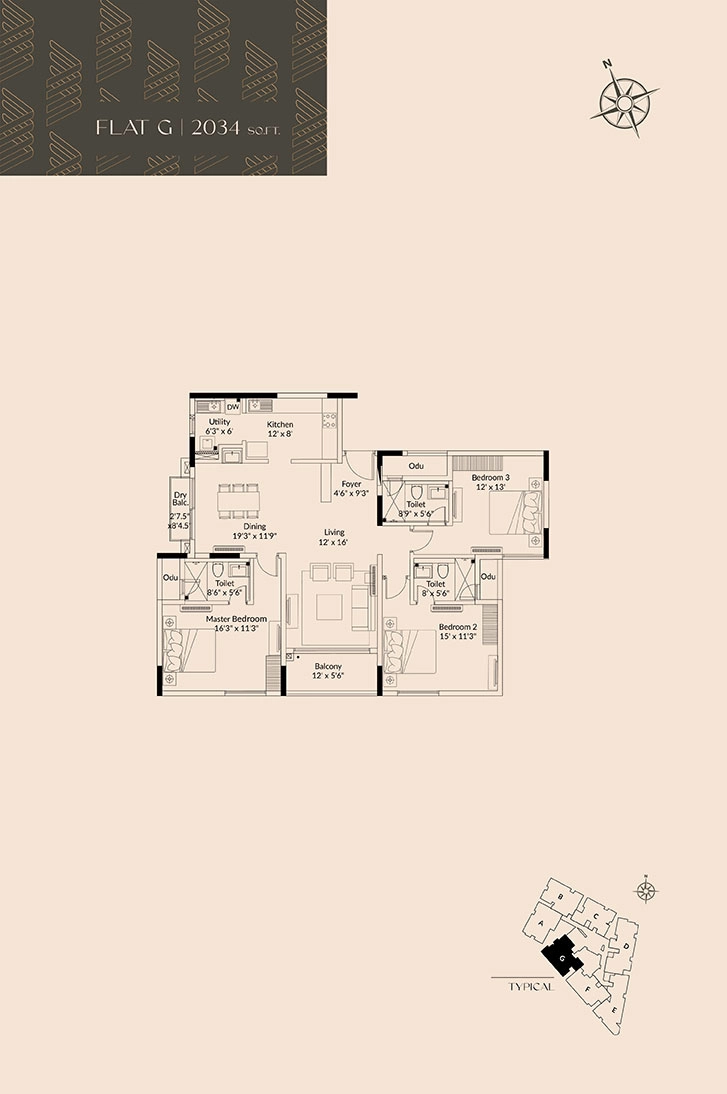 N
FLAT G | 2034 SQ.FT.
DW
Utility
6'3" x 6'
Kitchen
12' x 8'
Odu
Bedroom 3
12' x 13'
Foyer
4'6" x 9'3"
Dry
Balc.
2'7.5"
x8'4.5'
Toilet
8'9" x 5'6"
Dining
19'3" x 11'9"
Living
12' x 16'
Odu
Toilet
8'6" x 5'6"
Toilet
8' x 5'6"
Odu
Master Bedroom
16'3" x 11'3"
Bedroom 2
15' x 11'3"
Balcony
12' x 5'6"
N
B
C
A
D
G
F
E
TYPICAL